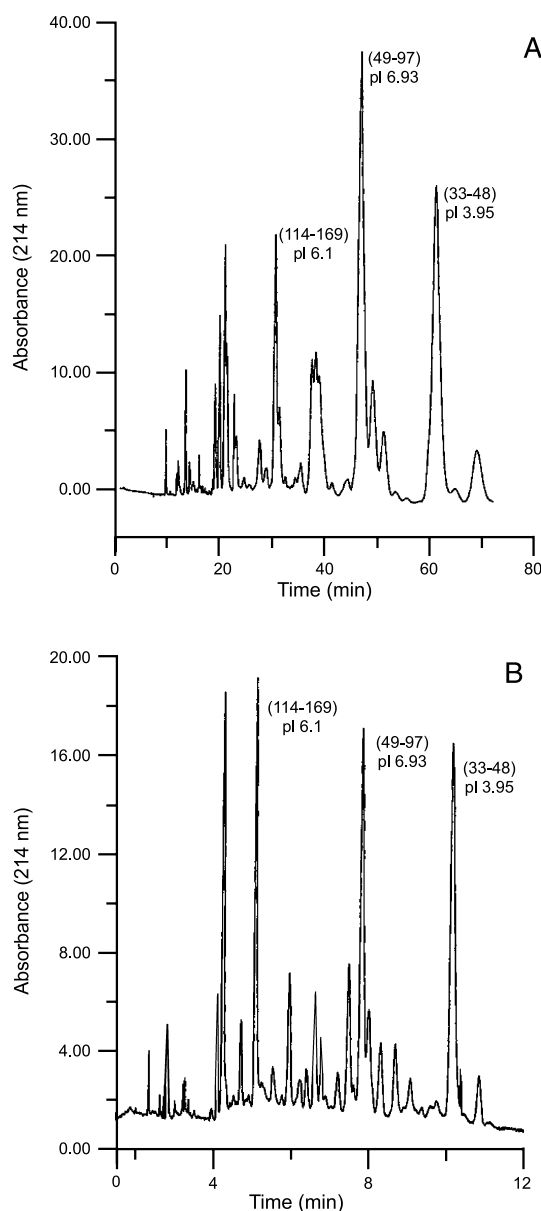 40.00
A
(49-97)
pI 6.93
30.00
(33-48)
pI 3.95
(114-169)
pI 6.1
20.00
10.00
0.00
Absorbance (214 nm)
0 20 40 60 80
Time (min)
20.00
B
(114-169)
pI 6.1
(49-97)
pI 6.93
(33-48)
pI 3.95
16.00
12.00
8.00
4.00
0.00
Absorbance (214 nm)
0 4 8 12
Time (min)